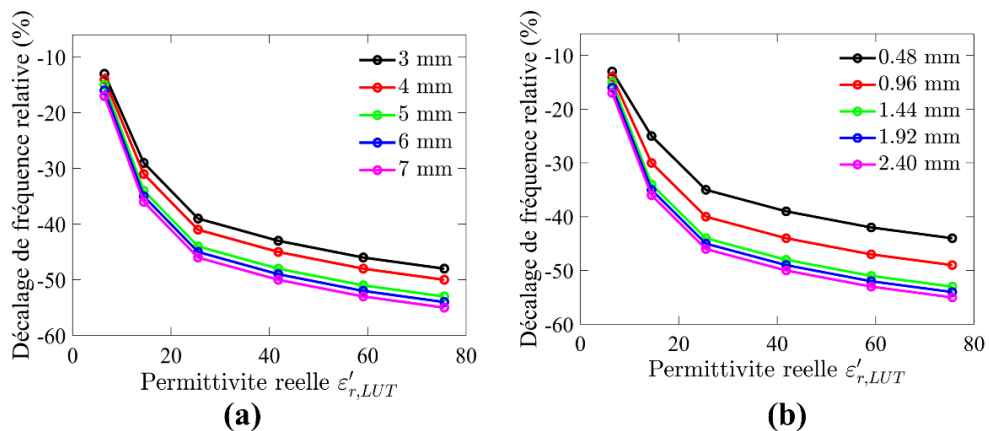 Décalage de fréquence relative (%)
-10
-20
-30
-40
-50
-60
0
20
40
60
80
3 mm
4 mm
5 mm
6 mm
7 mm
Permittivite reelle ε′r,LUT
(a)
Décalage de fréquence relative (%)
-10
-20
-30
-40
-50
-60
0
20
40
60
80
0.48 mm
0.96 mm
1.44 mm
1.92 mm
2.40 mm
Permittivite reelle ε′r,LUT
(b)